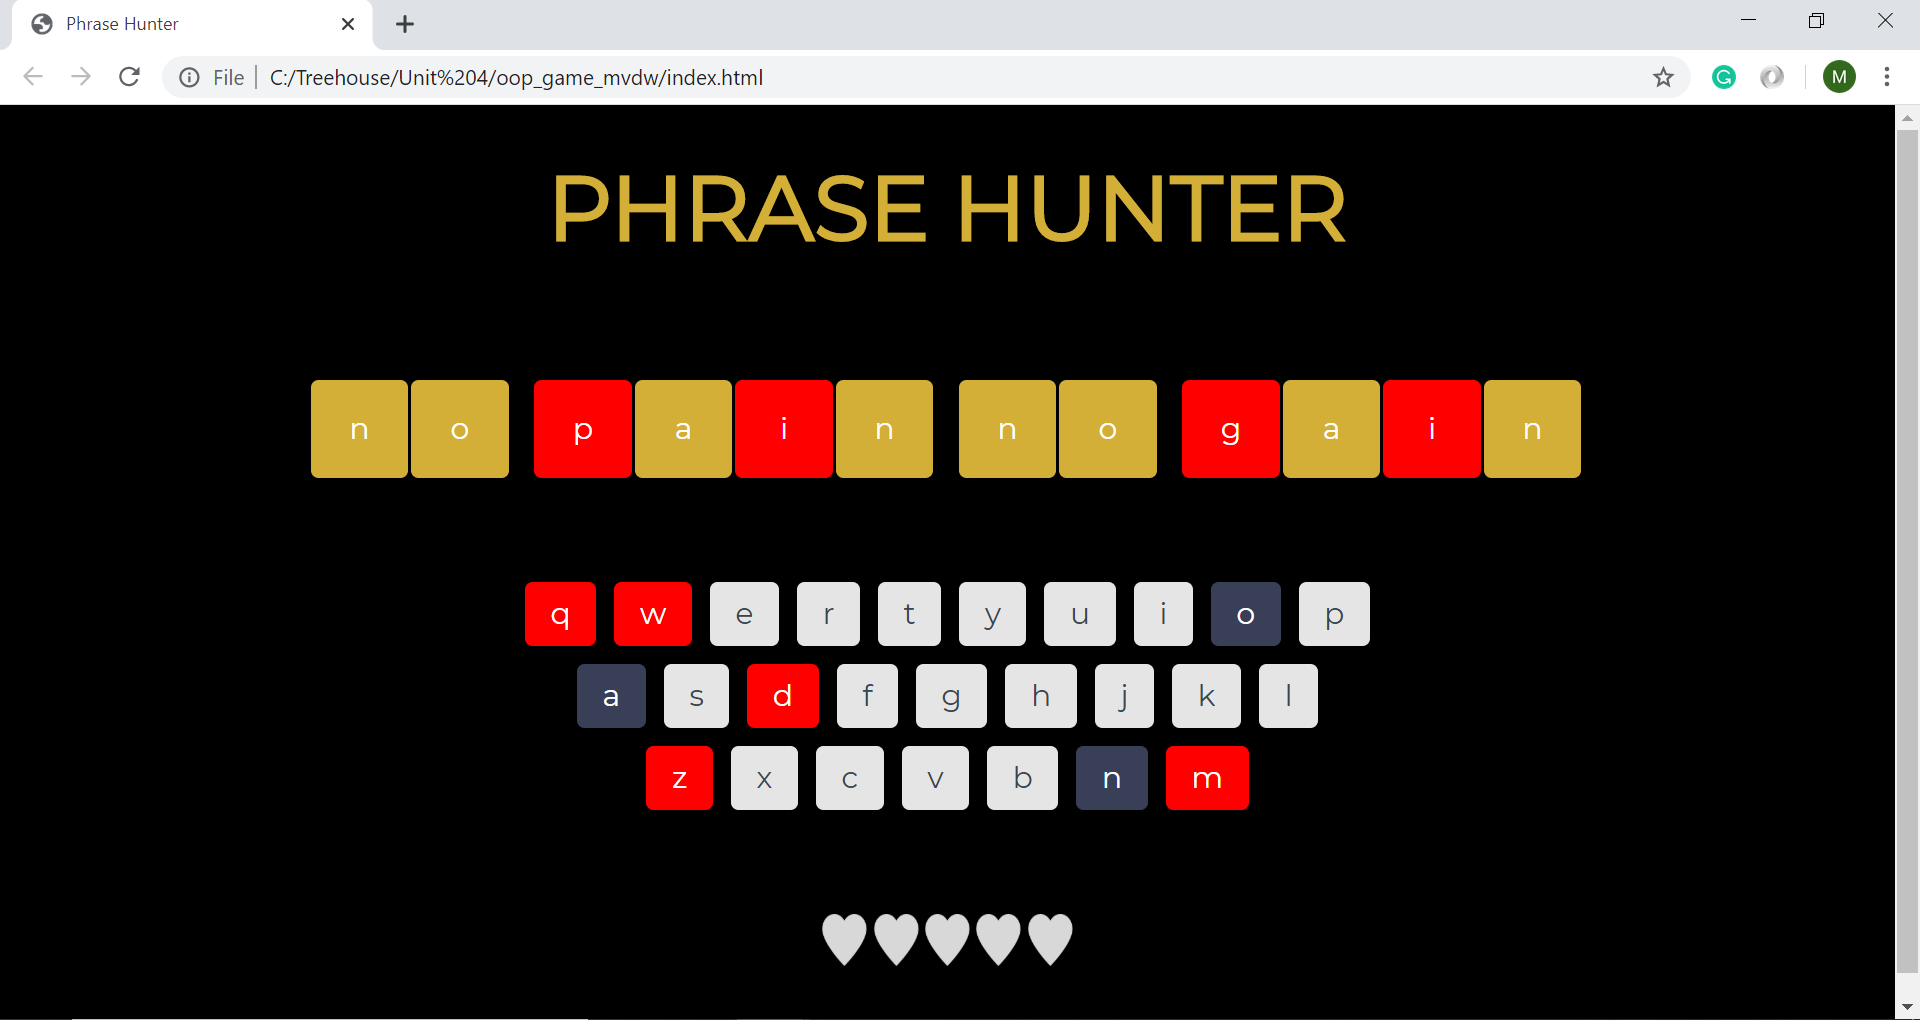 Phrase Hunter
File C:/Treehouse/Unit%204/oop_game_mvdw/index.html M
PHRASE HUNTER
n o p a i n n o g a i n
q w e r t y u i o p
a s d f g h j k l
z x c v b n m